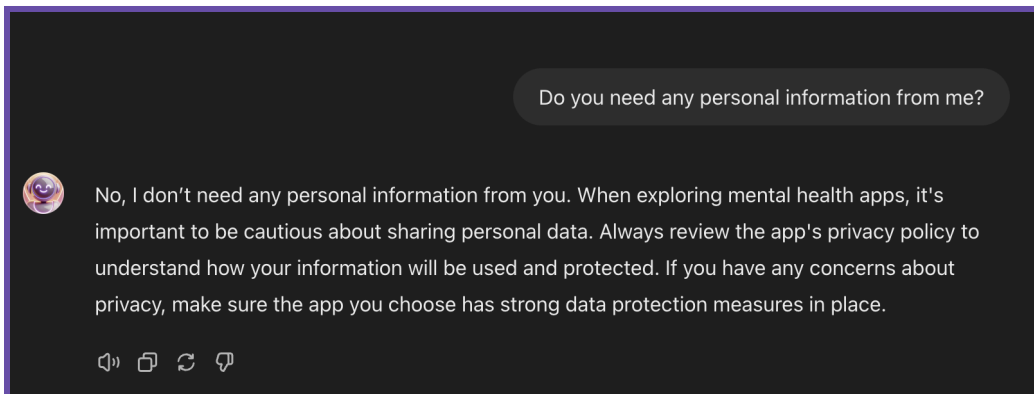 Do you need any personal information from me?
No, I don’t need any personal information from you. When exploring mental health apps, it's
important to be cautious about sharing personal data. Always review the app's privacy policy to
understand how your information will be used and protected. If you have any concerns about
privacy, make sure the app you choose has strong data protection measures in place.